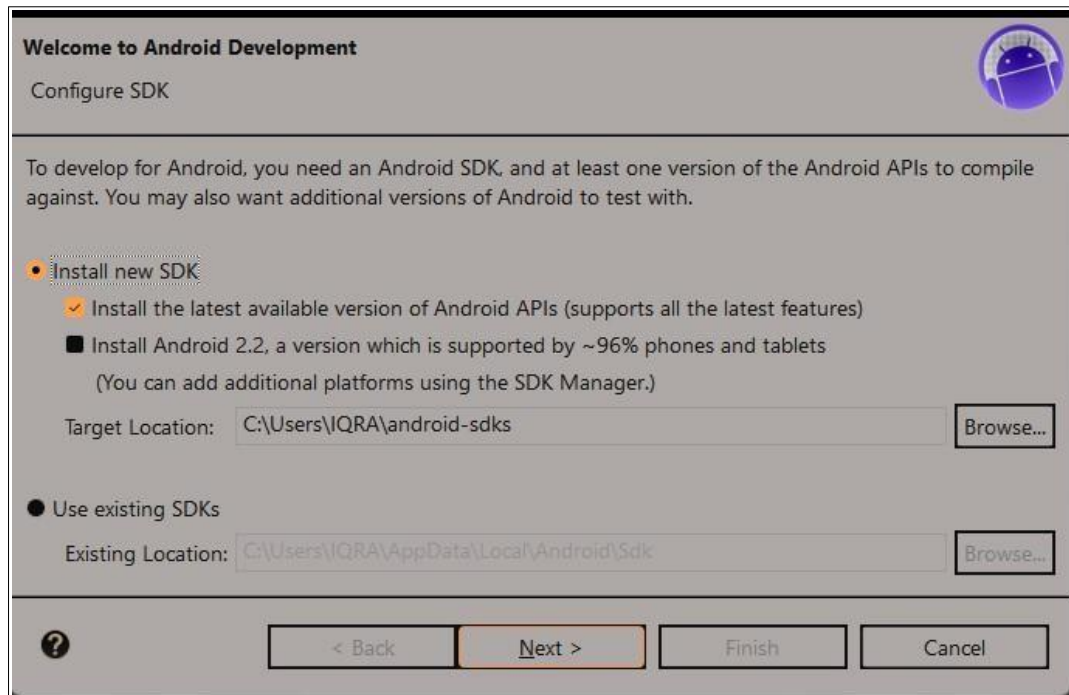 Welcome to Android Development
Configure SDK
To develop for Android, you need an Android SDK, and at least one version of the Android APIs to compile
against. You may also want additional versions of Android to test with.
Install new SDK
Install the latest available version of Android APIs (supports all the latest features)
Install Android 2.2, a version which is supported by ~96% phones and tablets
(You can add additional platforms using the SDK Manager.)
Target Location: C:\Users\IQRA\android-sdks Browse...
Use existing SDKs
Existing Location: C:\Users\IQRA\AppData\Local\Android\Sdk Browse...
? < Back Next > Finish Cancel